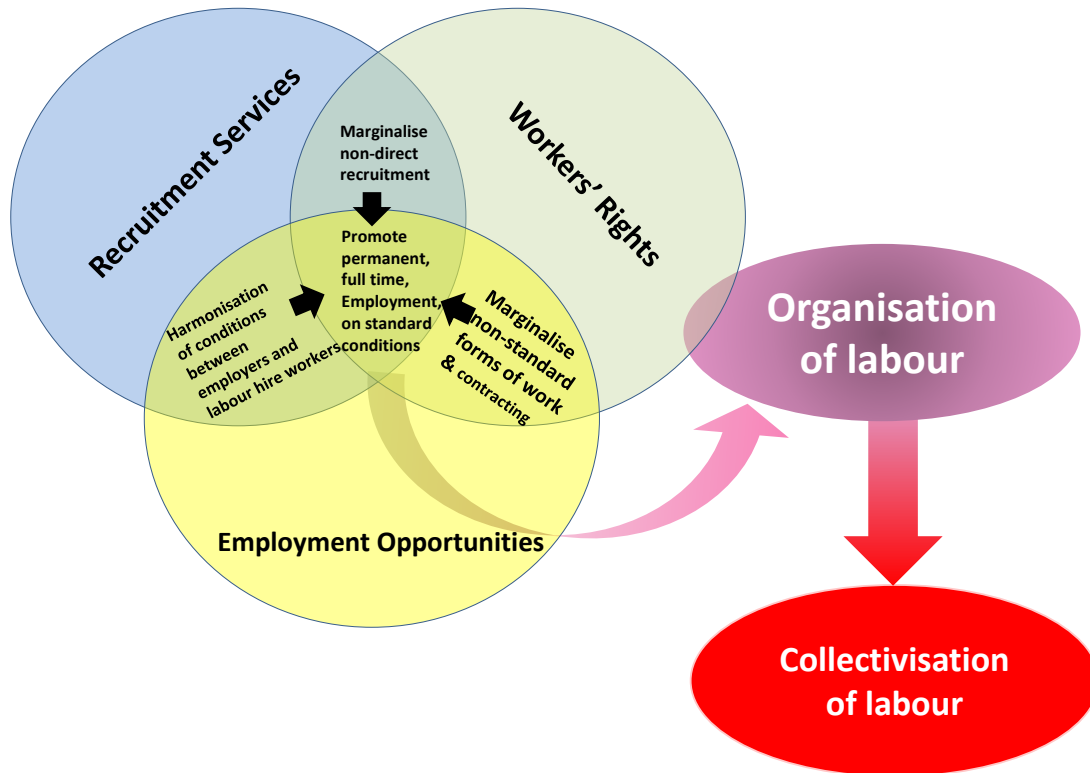 Recruitment Services
Workers' Rights
Marginalise
non-direct
recruitment
Promote
permanent,
full time,
Employment,
on standard
conditions
Harmonisation
of conditions
between
employers and
labour hire workers
Marginalise
non-standard
forms of work
& contracting
Employment Opportunities
Organisation
of labour
Collectivisation
of labour